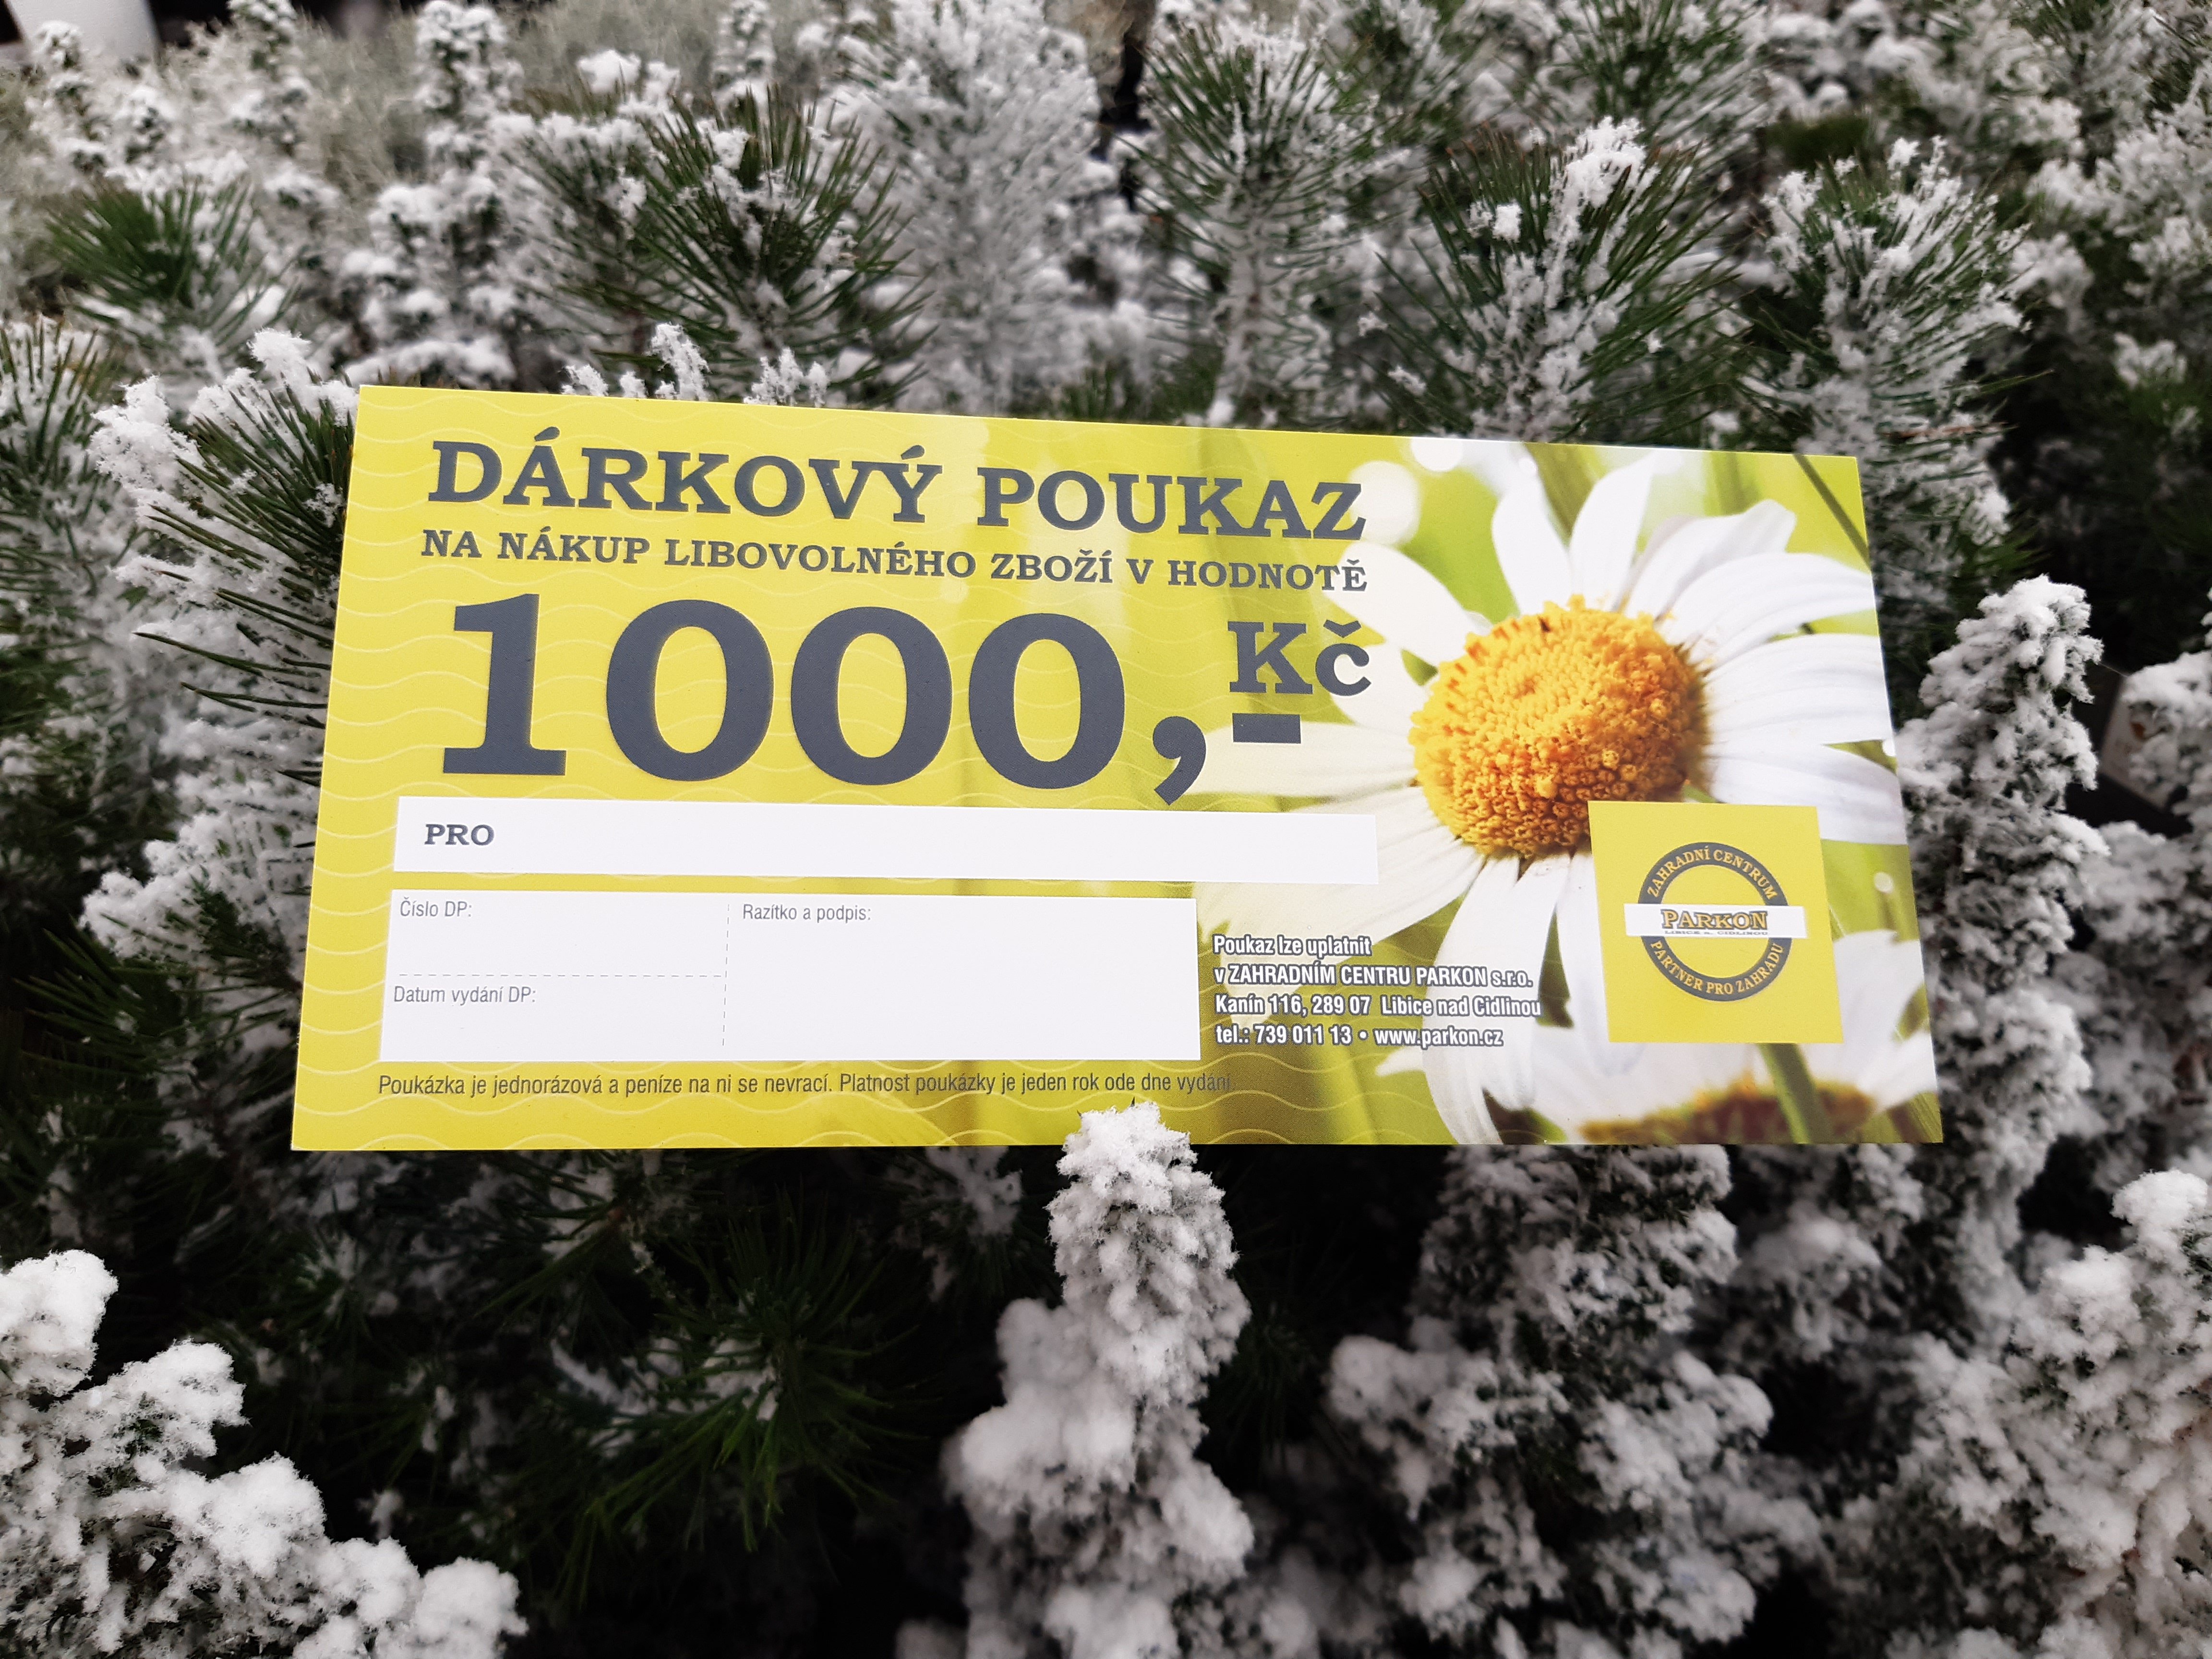 DÁRKOVÝ POUKAZ
NA NÁKUP LIBOVOLNÉHO ZBOŽÍ V HODNOTĚ
1000,- Kč
PRO
Číslo DP:
Razítko a podpis:
Datum vydání DP:
Poukaz lze uplatnit
v ZAHRADNÍM CENTRU PARKON s.r.o.
Kanín 116, 289 07 Libice nad Cidlinou
tel.: 739 011 13 • www.parkon.cz
ZAHRADNÍ CENTRUM
PARKON
LIBICE n. CIDLINOU
PARTNER PRO ZAHRADU
Poukázka je jednorázová a peníze na ni se nevrací. Platnost poukázky je jeden rok ode dne vydání.